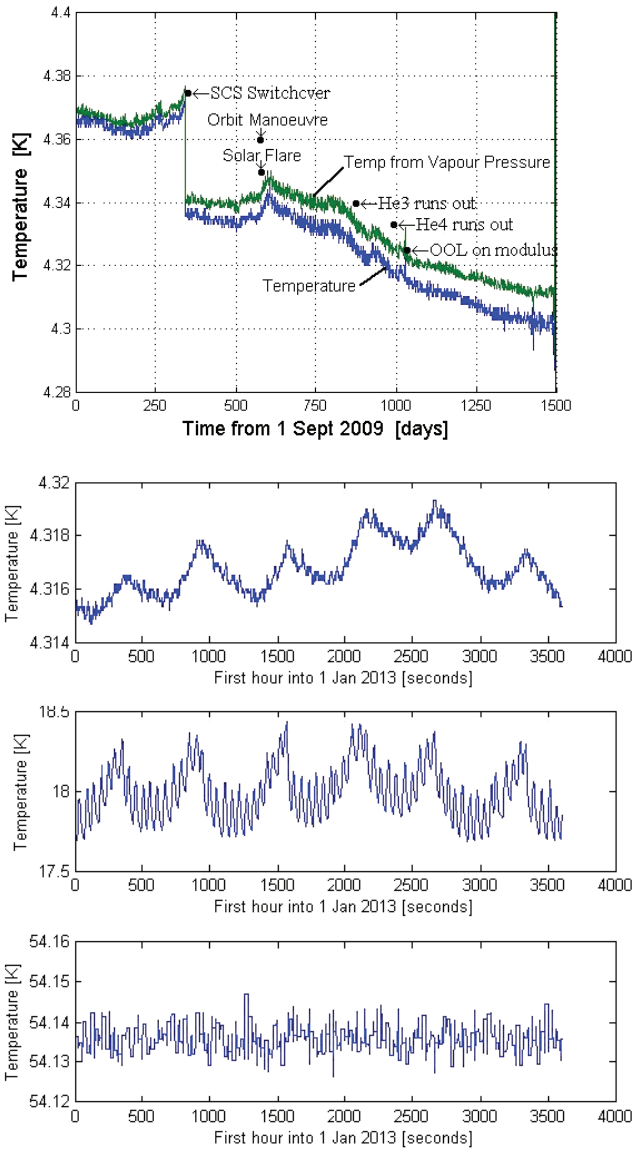 4.4
4.38
4.36
4.34
4.32
4.3
4.28
Temperature [K]
SCS Switchover
Orbit Manoeuvre
Solar Flare
Temp from Vapour Pressure
He3 runs out
He4 runs out
OOL on modulus
Temperature
0 250 500 750 1000 1250 1500
Time from 1 Sept 2009 [days]
4.32
4.318
4.316
4.314
Temperature [K]
0 500 1000 1500 2000 2500 3000 3500 4000
First hour into 1 Jan 2013 [seconds]
18.5
18
17.5
Temperature [K]
0 500 1000 1500 2000 2500 3000 3500 4000
First hour into 1 Jan 2013 [seconds]
54.16
54.15
54.14
54.13
54.12
Temperature [K]
0 500 1000 1500 2000 2500 3000 3500 4000
First hour into 1 Jan 2013 [seconds]